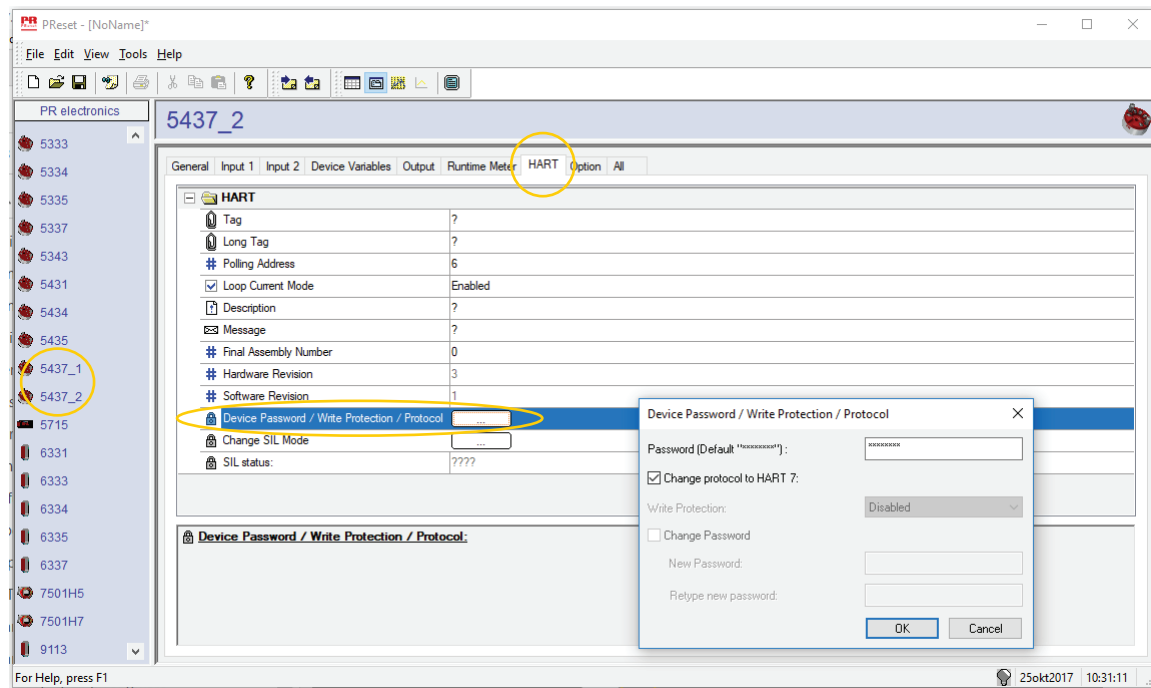 PR PReset - [NoName]*
File Edit View Tools Help
PR electronics
5333
5334
5335
5337
5343
5431
5434
5435
5437_1
5437_2
5715
6331
6333
6334
6335
6337
7501H5
7501H7
9113
5437_2
General Input 1 Input 2 Device Variables Output Runtime Meter HART Option All
HART
Tag ?
Long Tag ?
# Polling Address 6
Loop Current Mode Enabled
Description ?
Message ?
# Final Assembly Number 0
# Hardware Revision 3
# Software Revision 1
Device Password / Write Protection / Protocol ...
Change SIL Mode ...
SIL status: ????
Device Password / Write Protection / Protocol:
Device Password / Write Protection / Protocol
Password (Default "********") : ********
Change protocol to HART 7:
Write Protection: Disabled
Change Password
New Password:
Retype new password:
OK Cancel
For Help, press F1 25okt2017 10:31:11